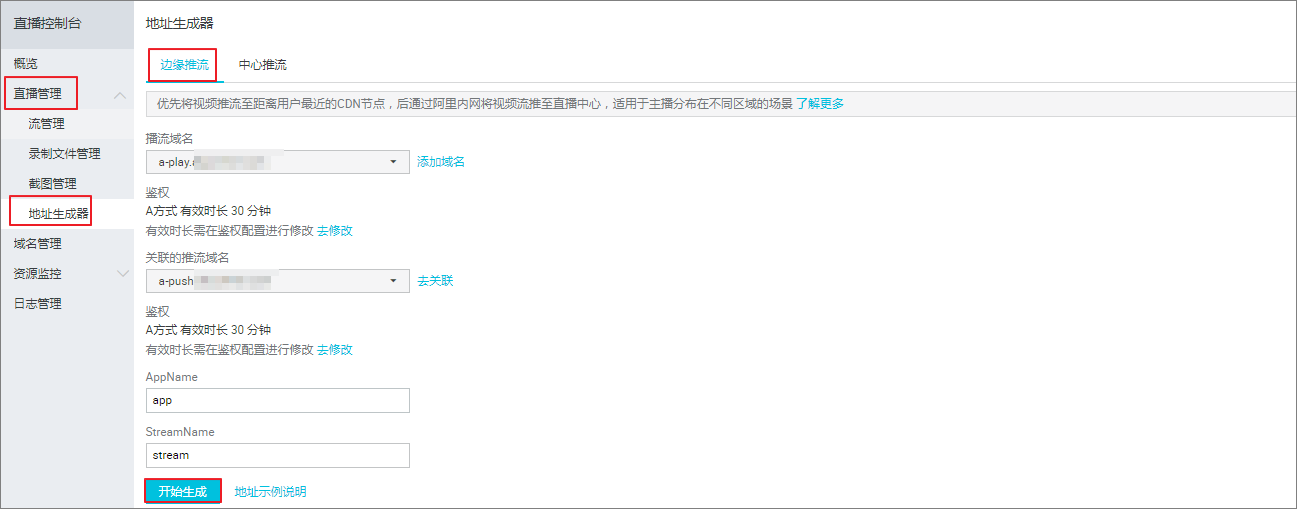 直播控制台
概览
直播管理
流管理
录制文件管理
截图管理
地址生成器
域名管理
资源监控
日志管理
地址生成器
边缘推流 中心推流
优先将视频推流至距离用户最近的CDN节点，后通过阿里内网将视频流推至直播中心，适用于主播分布在不同区域的场景 了解更多
播流域名
a-play. 添加域名
鉴权
A方式 有效时长 30 分钟
有效时长需在鉴权配置进行修改 去修改
关联的推流域名
a-push 去关联
鉴权
A方式 有效时长 30 分钟
有效时长需在鉴权配置进行修改 去修改
AppName
app
StreamName
stream
开始生成 地址示例说明